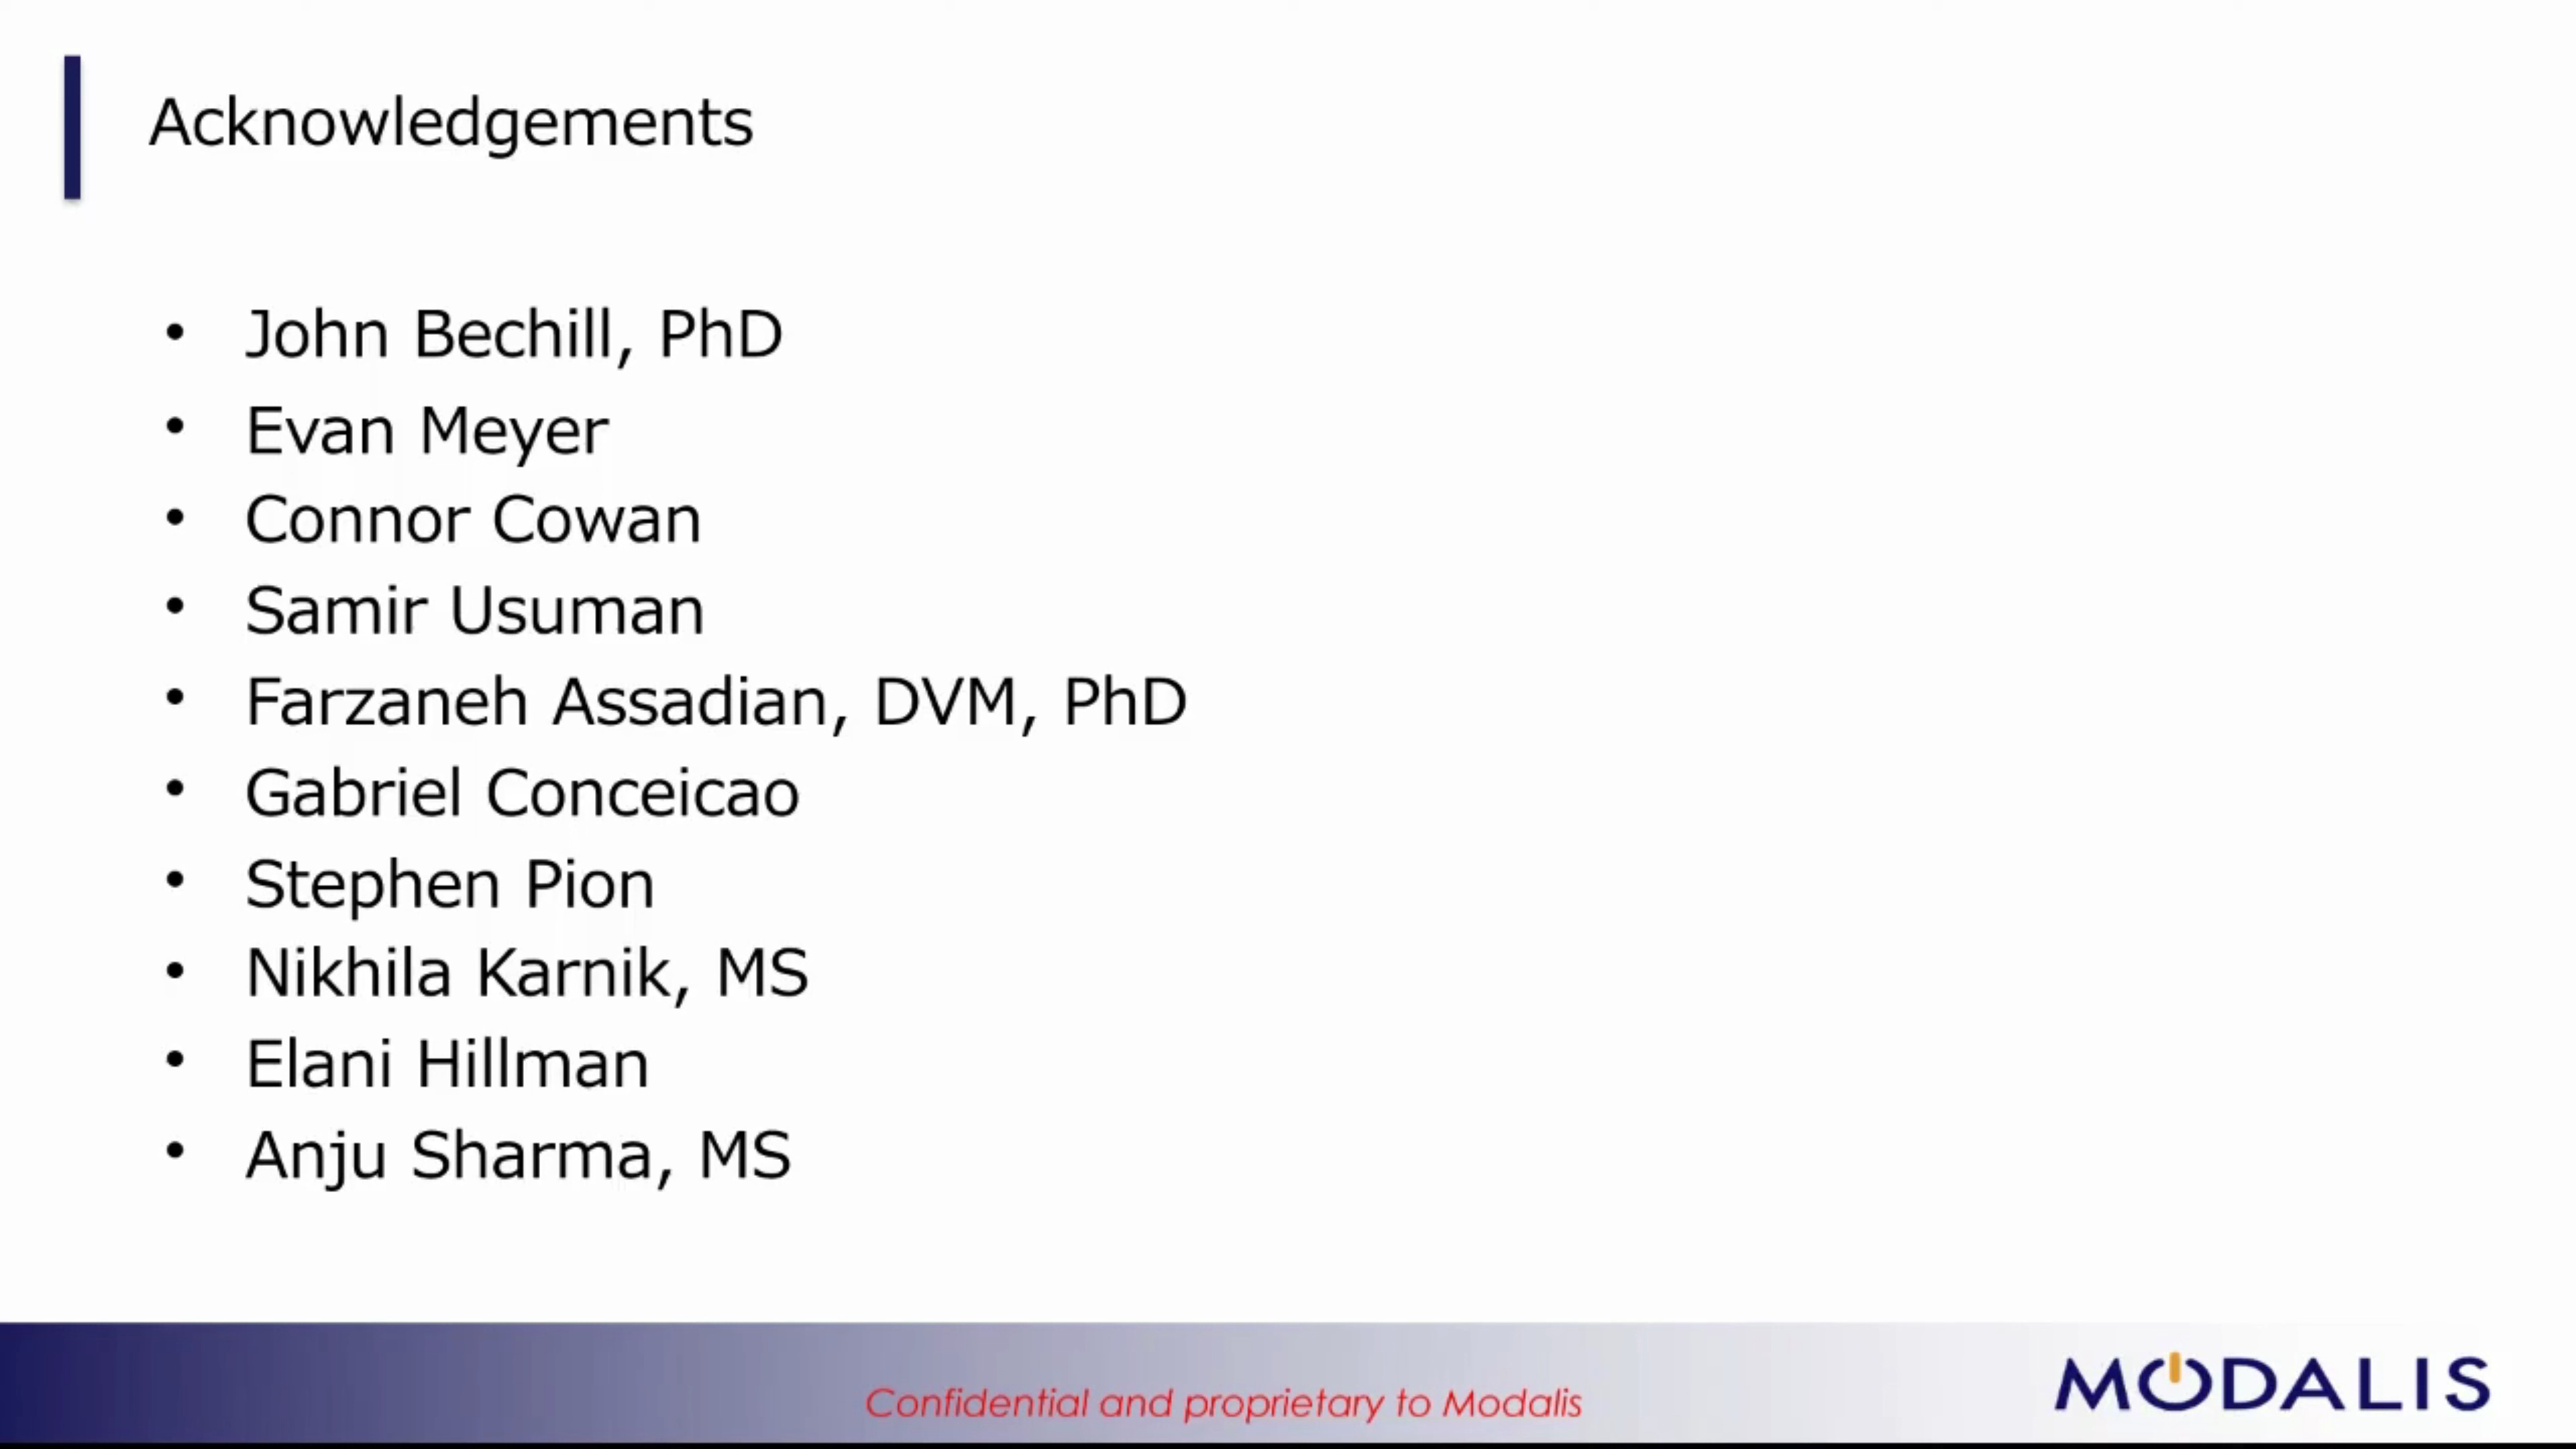 Acknowledgements
• John Bechill, PhD
• Evan Meyer
• Connor Cowan
• Samir Usuman
• Farzaneh Assadian, DVM, PhD
• Gabriel Conceicao
• Stephen Pion
• Nikhila Karnik, MS
• Elani Hillman
• Anju Sharma, MS
Confidential and proprietary to Modalis
MODALIS